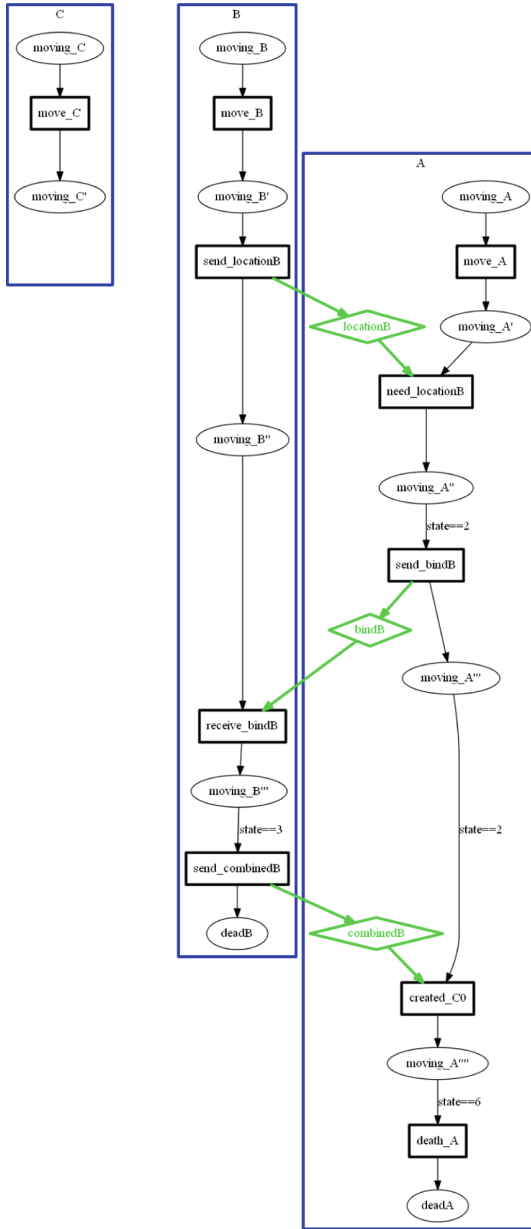 C
moving_C
move_C
moving_C'
B
moving_B
move_B
moving_B'
send_locationB
moving_B''
receive_bindB
moving_B'''
state==3
send_combinedB
deadB
locationB
bindB
combinedB
A
moving_A
move_A
moving_A'
need_locationB
moving_A''
state==2
send_bindB
moving_A'''
state==2
created_C0
moving_A''''
state==6
death_A
deadA